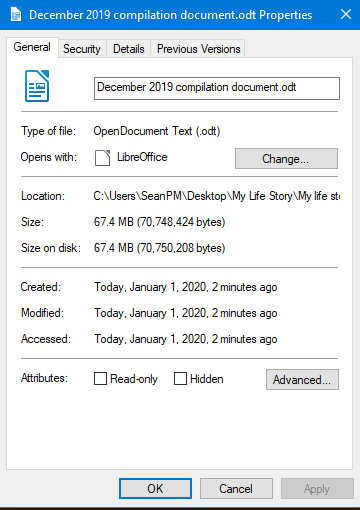 December 2019 compilation document.odt Properties
General Security Details Previous Versions
December 2019 compilation document.odt
Type of file: OpenDocument Text (.odt)
Opens with: LibreOffice Change...
Location: C:\Users\SeanPM\Desktop\My Life Story\My life sto
Size: 67.4 MB (70,748,424 bytes)
Size on disk: 67.4 MB (70,750,208 bytes)
Created: Today, January 1, 2020, 2 minutes ago
Modified: Today, January 1, 2020, 2 minutes ago
Accessed: Today, January 1, 2020, 2 minutes ago
Attributes: Read-only Hidden Advanced...
OK Cancel Apply